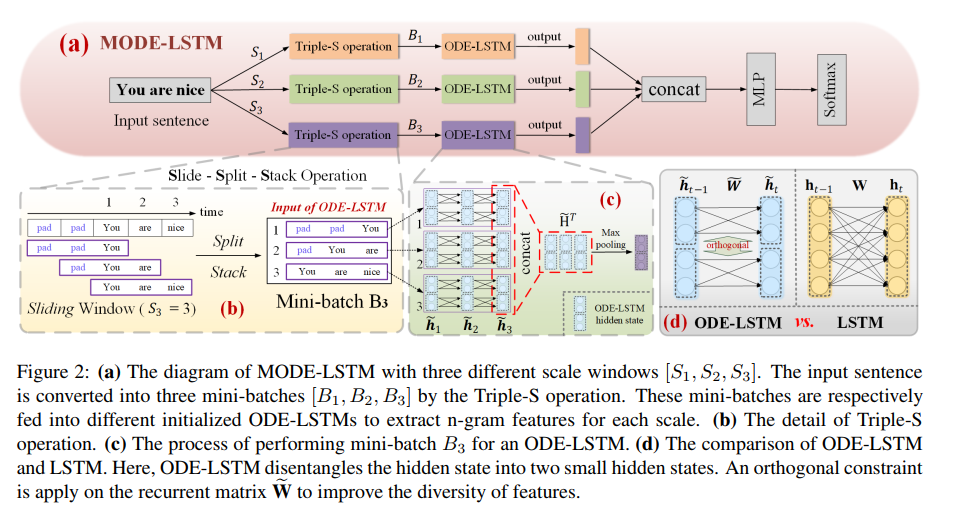 (a) MODE-LSTM
You are nice
Input sentence
S₁
S₂
S₃
Triple-S operation
Triple-S operation
Triple-S operation
B₁
B₂
B₃
ODE-LSTM
ODE-LSTM
ODE-LSTM
output
output
output
concat
MLP
Softmax
Slide - Split - Stack Operation
1 2 3
time
pad pad You are nice
pad pad You
pad You are
You are nice
Sliding Window ( S₃ = 3)
(b)
Split
Stack
Input of ODE-LSTM
1 pad pad You
2 pad You are
3 You are nice
Mini-batch B₃
(c)
1
2
3
h̃₁ h̃₂ h̃₃
concat
H̃ᵀ
Max
pooling
ODE-LSTM
hidden state
h̃ₜ₋₁ W̃ h̃ₜ
orthogonal
hₜ₋₁ W hₜ
(d) ODE-LSTM vs. LSTM
Figure 2: (a) The diagram of MODE-LSTM with three different scale windows [S₁, S₂, S₃]. The input sentence
is converted into three mini-batches [B₁, B₂, B₃] by the Triple-S operation. These mini-batches are respectively
fed into different initialized ODE-LSTMs to extract n-gram features for each scale. (b) The detail of Triple-S
operation. (c) The process of performing mini-batch B₃ for an ODE-LSTM. (d) The comparison of ODE-LSTM
and LSTM. Here, ODE-LSTM disentangles the hidden state into two small hidden states. An orthogonal constraint
is apply on the recurrent matrix W̃ to improve the diversity of features.